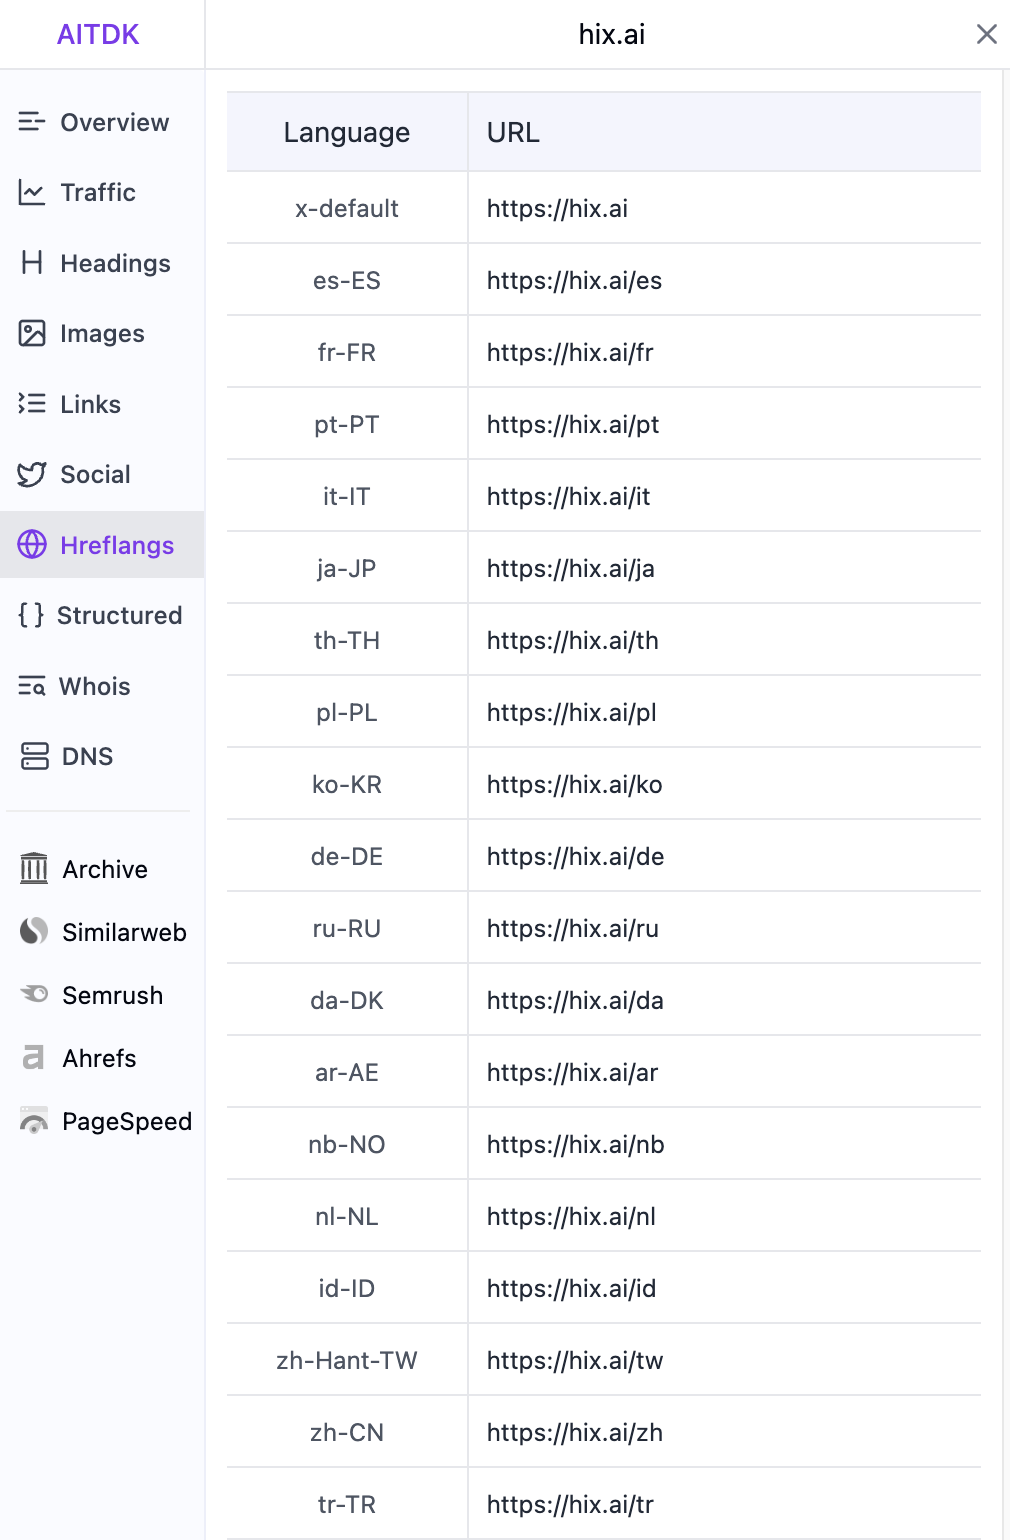 AITDK
hix.ai
Overview
Traffic
Headings
Images
Links
Social
Hreflangs
Structured
Whois
DNS
Archive
Similarweb
Semrush
Ahrefs
PageSpeed
Language URL
x-default https://hix.ai
es-ES https://hix.ai/es
fr-FR https://hix.ai/fr
pt-PT https://hix.ai/pt
it-IT https://hix.ai/it
ja-JP https://hix.ai/ja
th-TH https://hix.ai/th
pl-PL https://hix.ai/pl
ko-KR https://hix.ai/ko
de-DE https://hix.ai/de
ru-RU https://hix.ai/ru
da-DK https://hix.ai/da
ar-AE https://hix.ai/ar
nb-NO https://hix.ai/nb
nl-NL https://hix.ai/nl
id-ID https://hix.ai/id
zh-Hant-TW https://hix.ai/tw
zh-CN https://hix.ai/zh
tr-TR https://hix.ai/tr